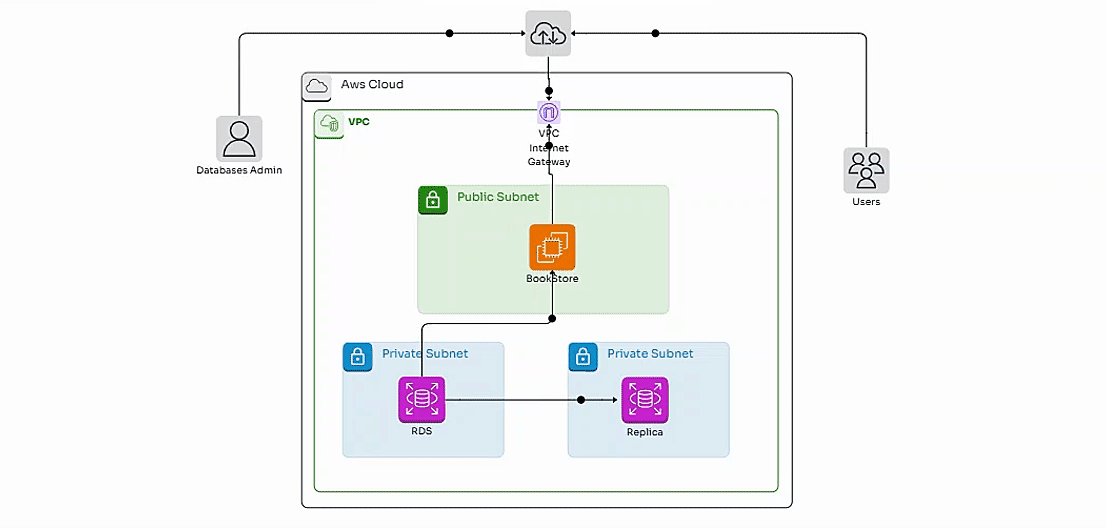 Aws Cloud
VPC
VPC
Internet
Gateway
Databases Admin
Users
Public Subnet
BookStore
Private Subnet
Private Subnet
RDS
Replica